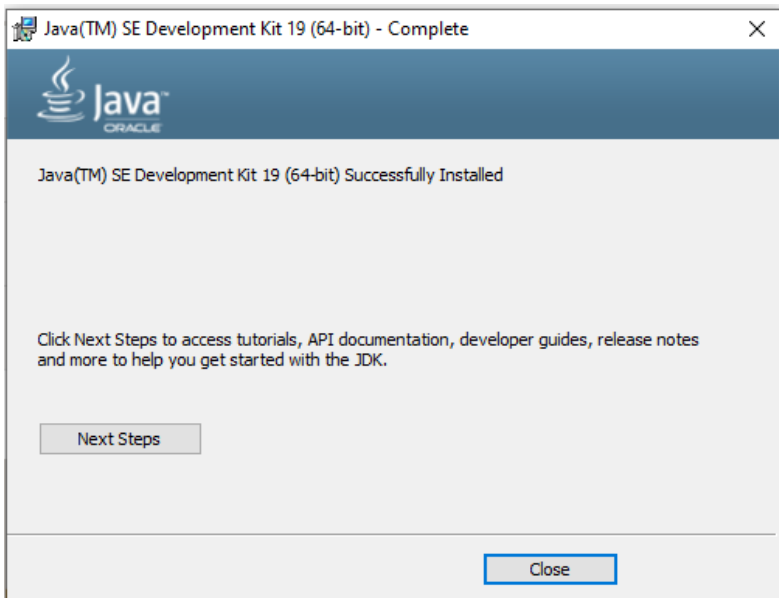 Java(TM) SE Development Kit 19 (64-bit) - Complete
Java™
ORACLE
Java(TM) SE Development Kit 19 (64-bit) Successfully Installed
Click Next Steps to access tutorials, API documentation, developer guides, release notes
and more to help you get started with the JDK.
Next Steps
Close